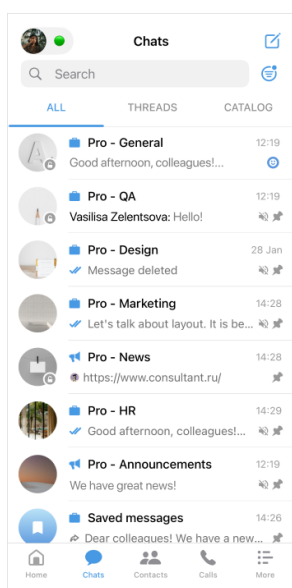 Chats
Search
ALL THREADS CATALOG
Pro - General 12:19
Good afternoon, colleagues!...
Pro - QA 12:19
Vasilisa Zelentsova: Hello!
Pro - Design 28 Jan
Message deleted
Pro - Marketing 14:28
Let's talk about layout. It is be...
Pro - News 14:28
https://www.consultant.ru/
Pro - HR 14:29
Good afternoon, colleagues!...
Pro - Announcements 12:19
We have great news!
Saved messages 14:26
Dear colleagues! We have a new...
Home Chats Contacts Calls More